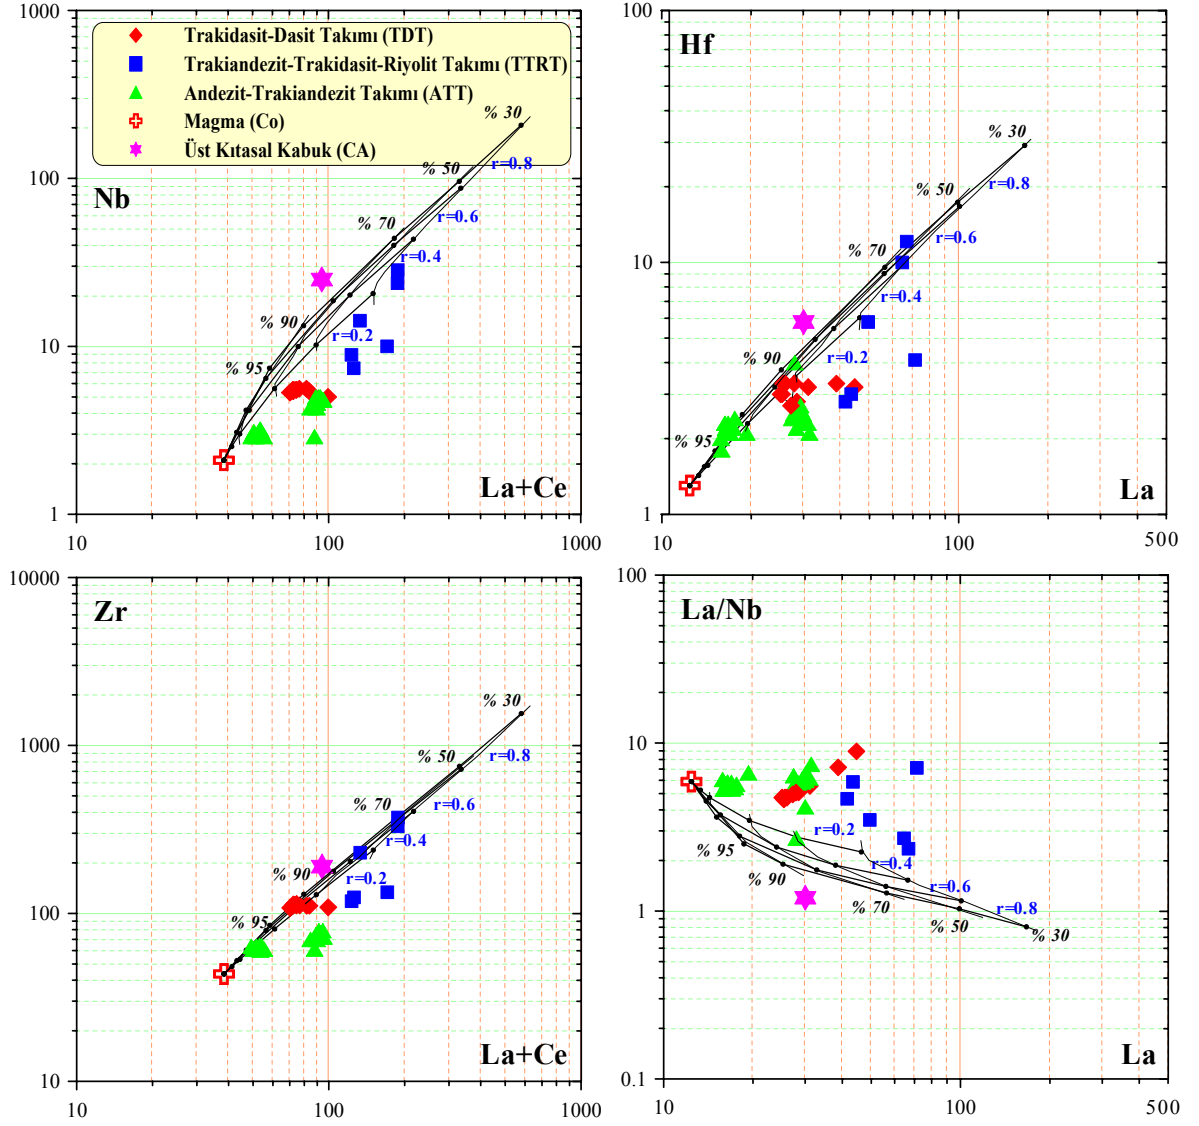 1000
100
10
1
Trakidasit-Dasit Takımı (TDT)
Trakiandezit-Trakidasit-Riyolit Takımı (TTRT)
Andezit-Trakiandezit Takımı (ATT)
Magma (Co)
Üst Kıtasal Kabuk (CA)
Nb
% 30
r=0.8
% 50
r=0.6
% 70
r=0.4
% 90
r=0.2
% 95
La+Ce
10
100
1000
100
10
1
Hf
% 30
r=0.8
% 50
r=0.6
% 70
r=0.4
% 90
r=0.2
% 95
La
10
100
500
10000
1000
100
10
Zr
% 30
r=0.8
% 50
r=0.6
% 70
r=0.4
% 90
r=0.2
% 95
La+Ce
10
100
1000
100
10
1
0.1
La/Nb
r=0.2
% 95
r=0.4
% 90
r=0.6
% 70
r=0.8
% 50
% 30
La
10
100
500